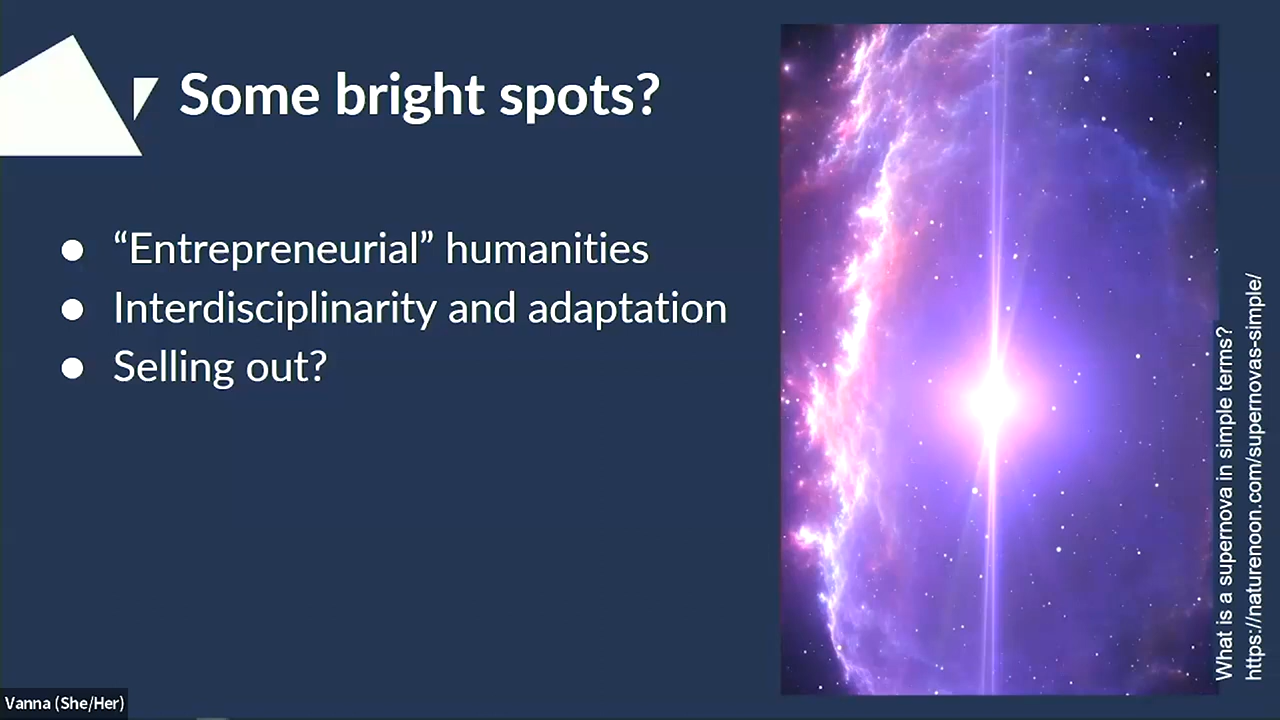 Some bright spots?
● “Entrepreneurial” humanities
● Interdisciplinarity and adaptation
● Selling out?
What is a supernova in simple terms?
https://naturenoon.com/supernovas-simple/
Vanna (She/Her)